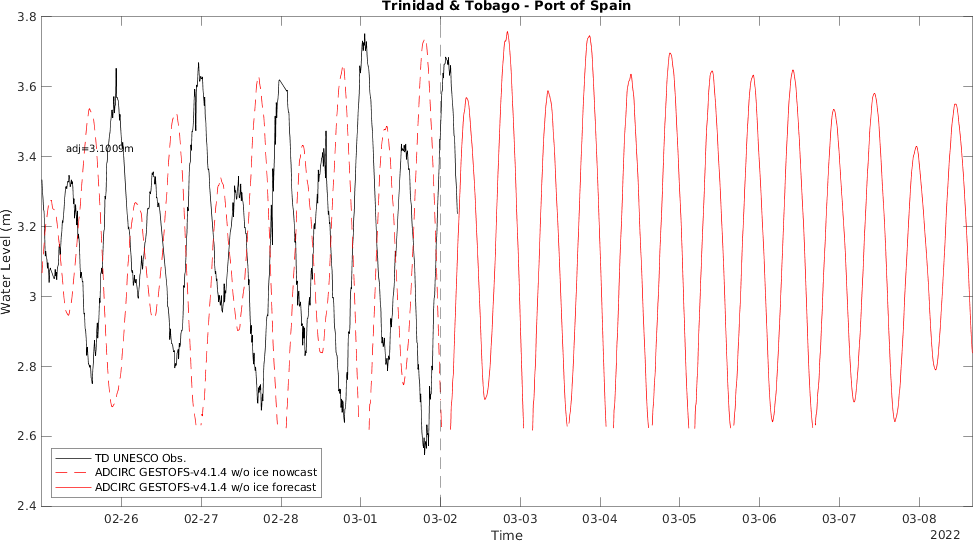 Trinidad & Tobago - Port of Spain
3.8
3.6
3.4
3.2
3
2.8
2.6
2.4
Water Level (m)
adj=3.1009m
TD UNESCO Obs.
ADCIRC GESTOFS-v4.1.4 w/o ice nowcast
ADCIRC GESTOFS-v4.1.4 w/o ice forecast
02-26
02-27
02-28
03-01
03-02
03-03
03-04
03-05
03-06
03-07
03-08
Time
2022